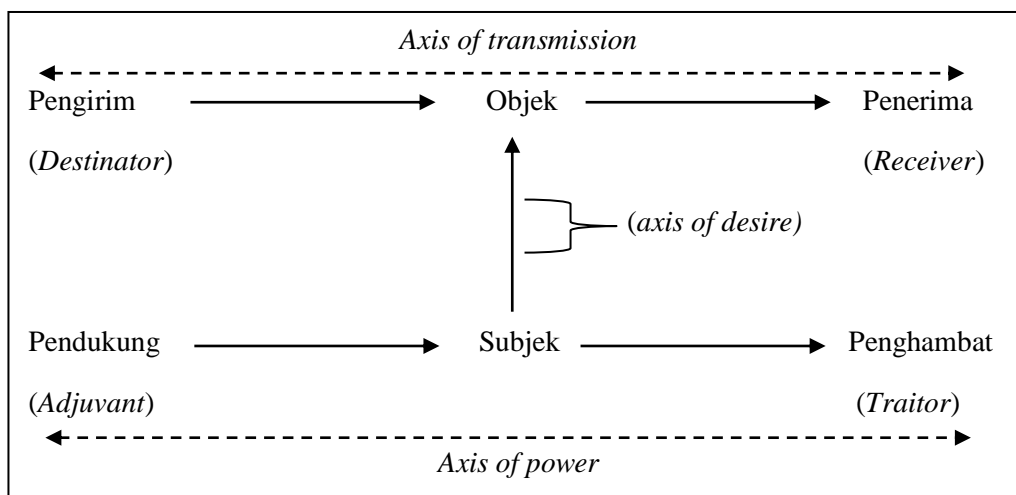 Axis of transmission
Pengirim Objek Penerima
(Destinator) (Receiver)
(axis of desire)
Pendukung Subjek Penghambat
(Adjuvant) (Traitor)
Axis of power